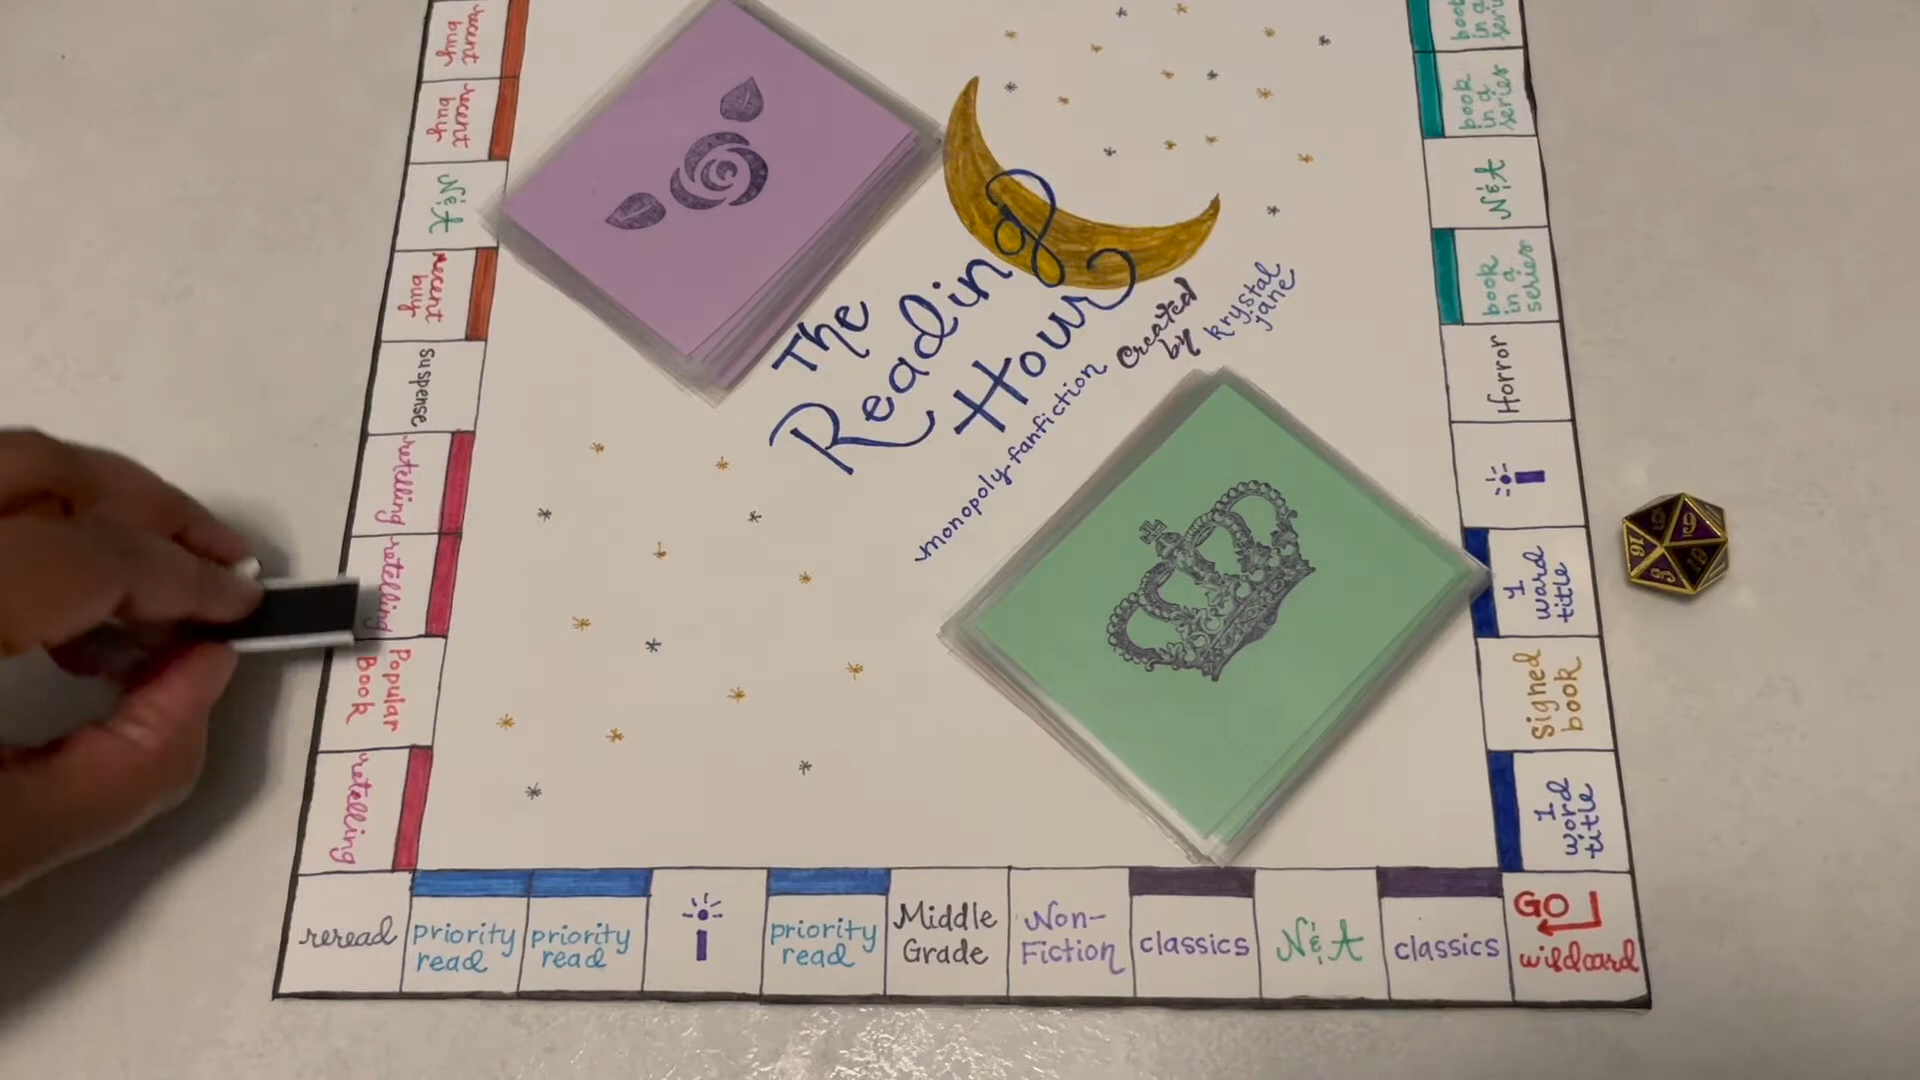 The
Reading
Hour
monopoly fanfiction
Created
by
krystal
jane
recent
buy
recent
buy
N&A
recent
buy
suspense
retelling
retelling
Popular
Book
retelling
reread
priority
read
priority
read
priority
read
Middle
Grade
Non-
Fiction
classics
N&A
classics
GO
wildcard
book
in a
series
book
in a
series
N&A
book
in a
series
Horror
1
word
title
Signed
book
1
word
title
16